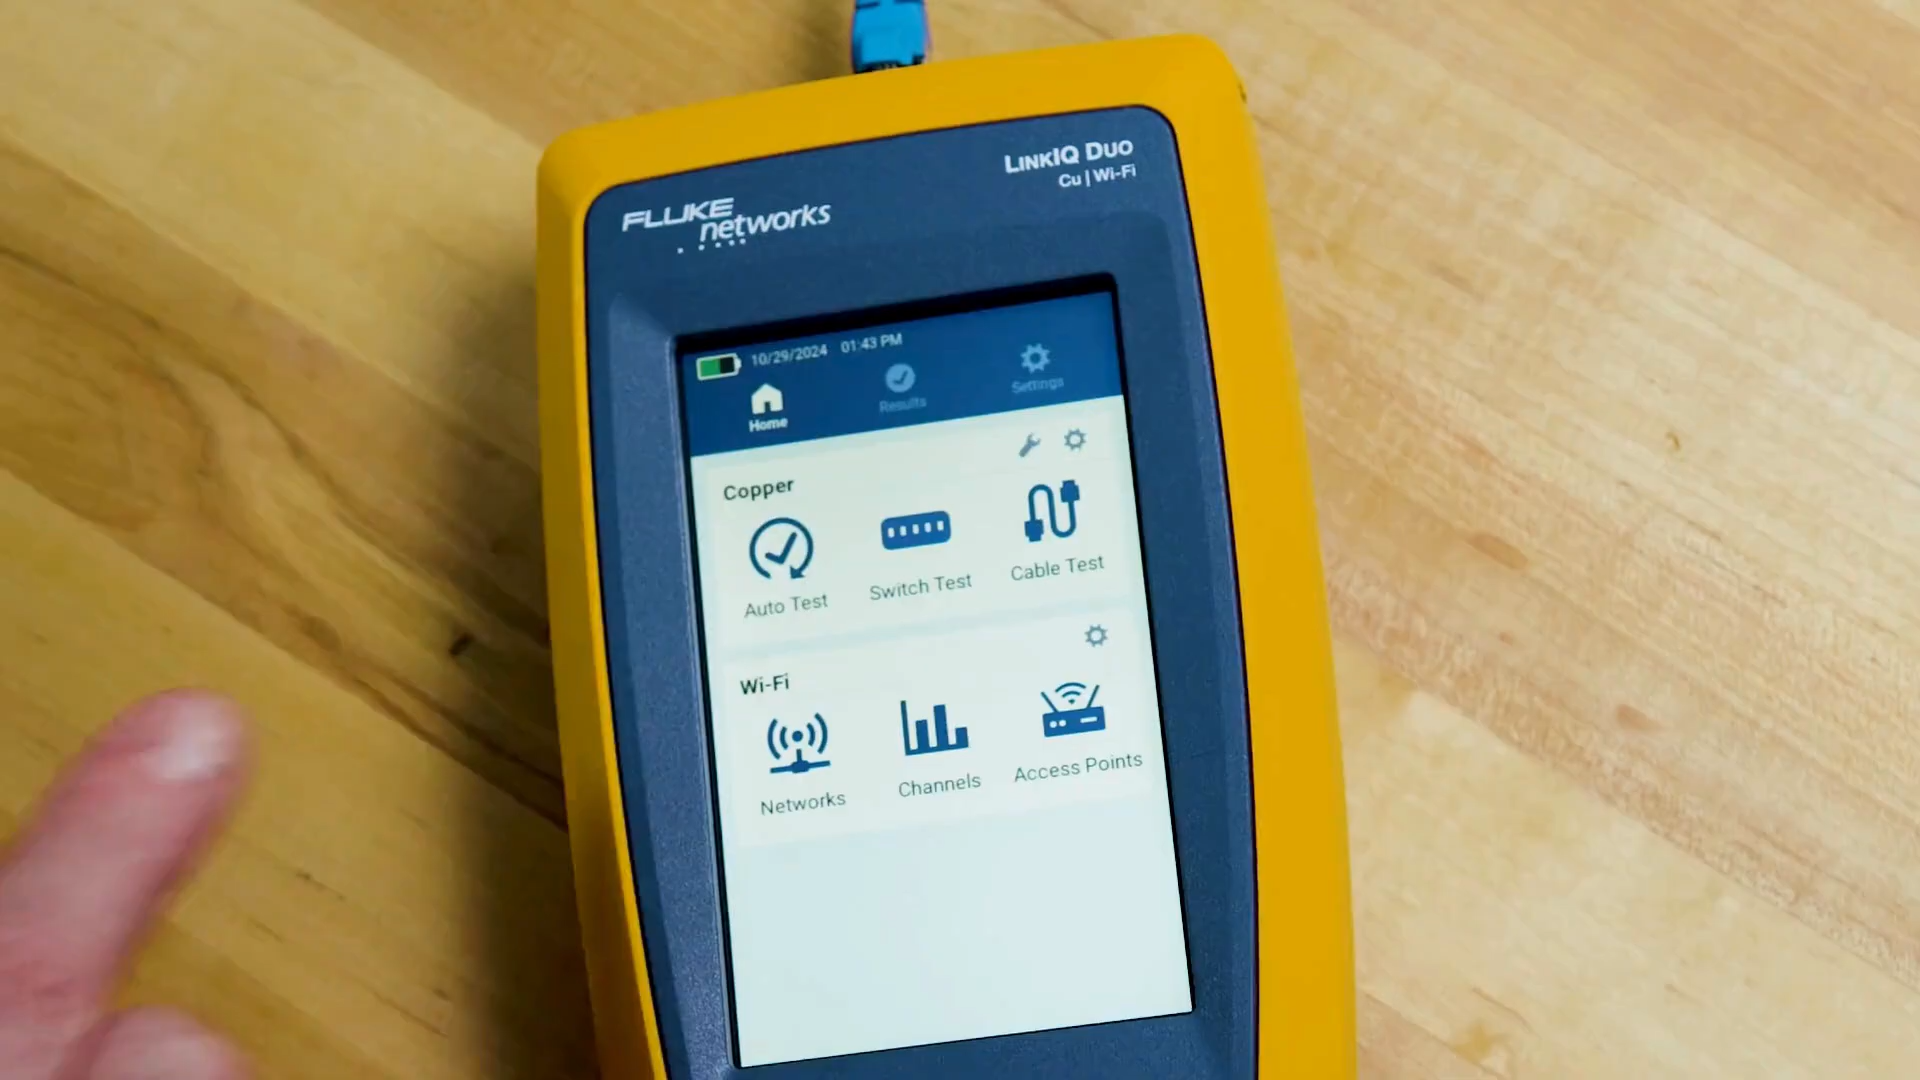 LINKIQ DUO
Cu | Wi-Fi
FLUKE
networks
10/29/2024 01:43 PM
Home Results Settings
Copper
Auto Test Switch Test Cable Test
Wi-Fi
Networks Channels Access Points